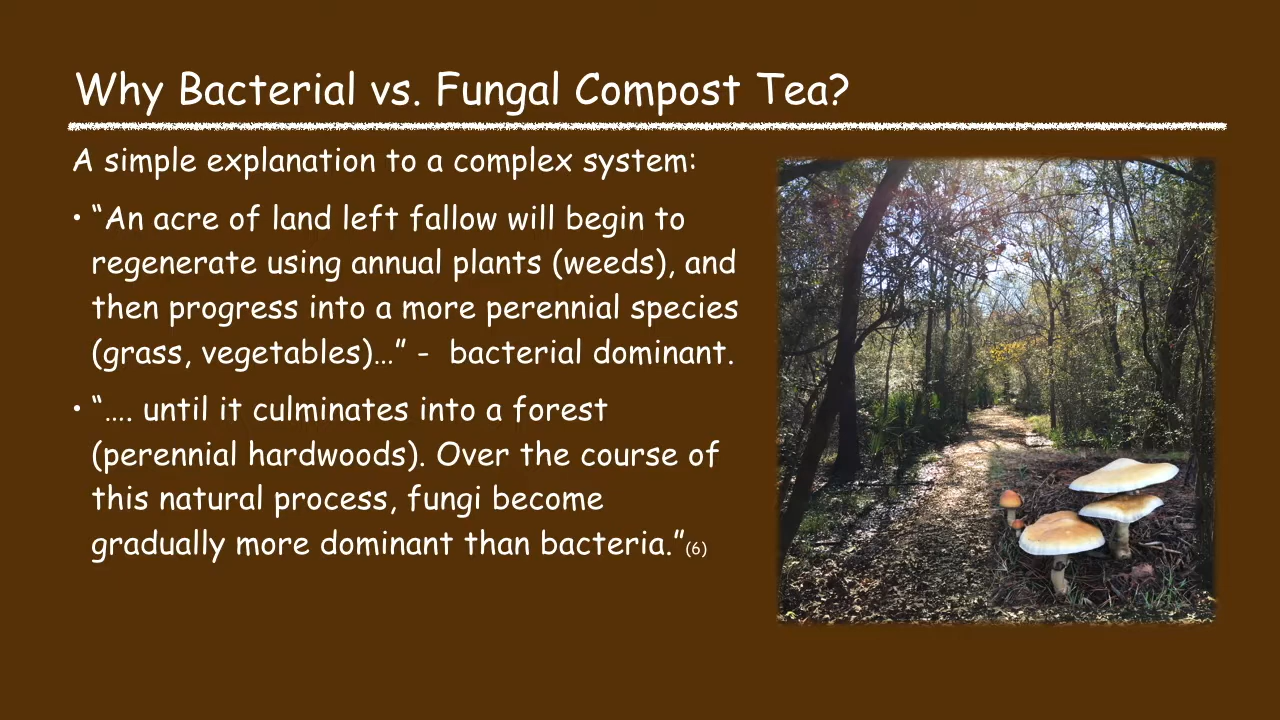 Why Bacterial vs. Fungal Compost Tea?
A simple explanation to a complex system:
• “An acre of land left fallow will begin to
regenerate using annual plants (weeds), and
then progress into a more perennial species
(grass, vegetables)…” -  bacterial dominant.
• “…. until it culminates into a forest
(perennial hardwoods). Over the course of
this natural process, fungi become
gradually more dominant than bacteria.”(6)